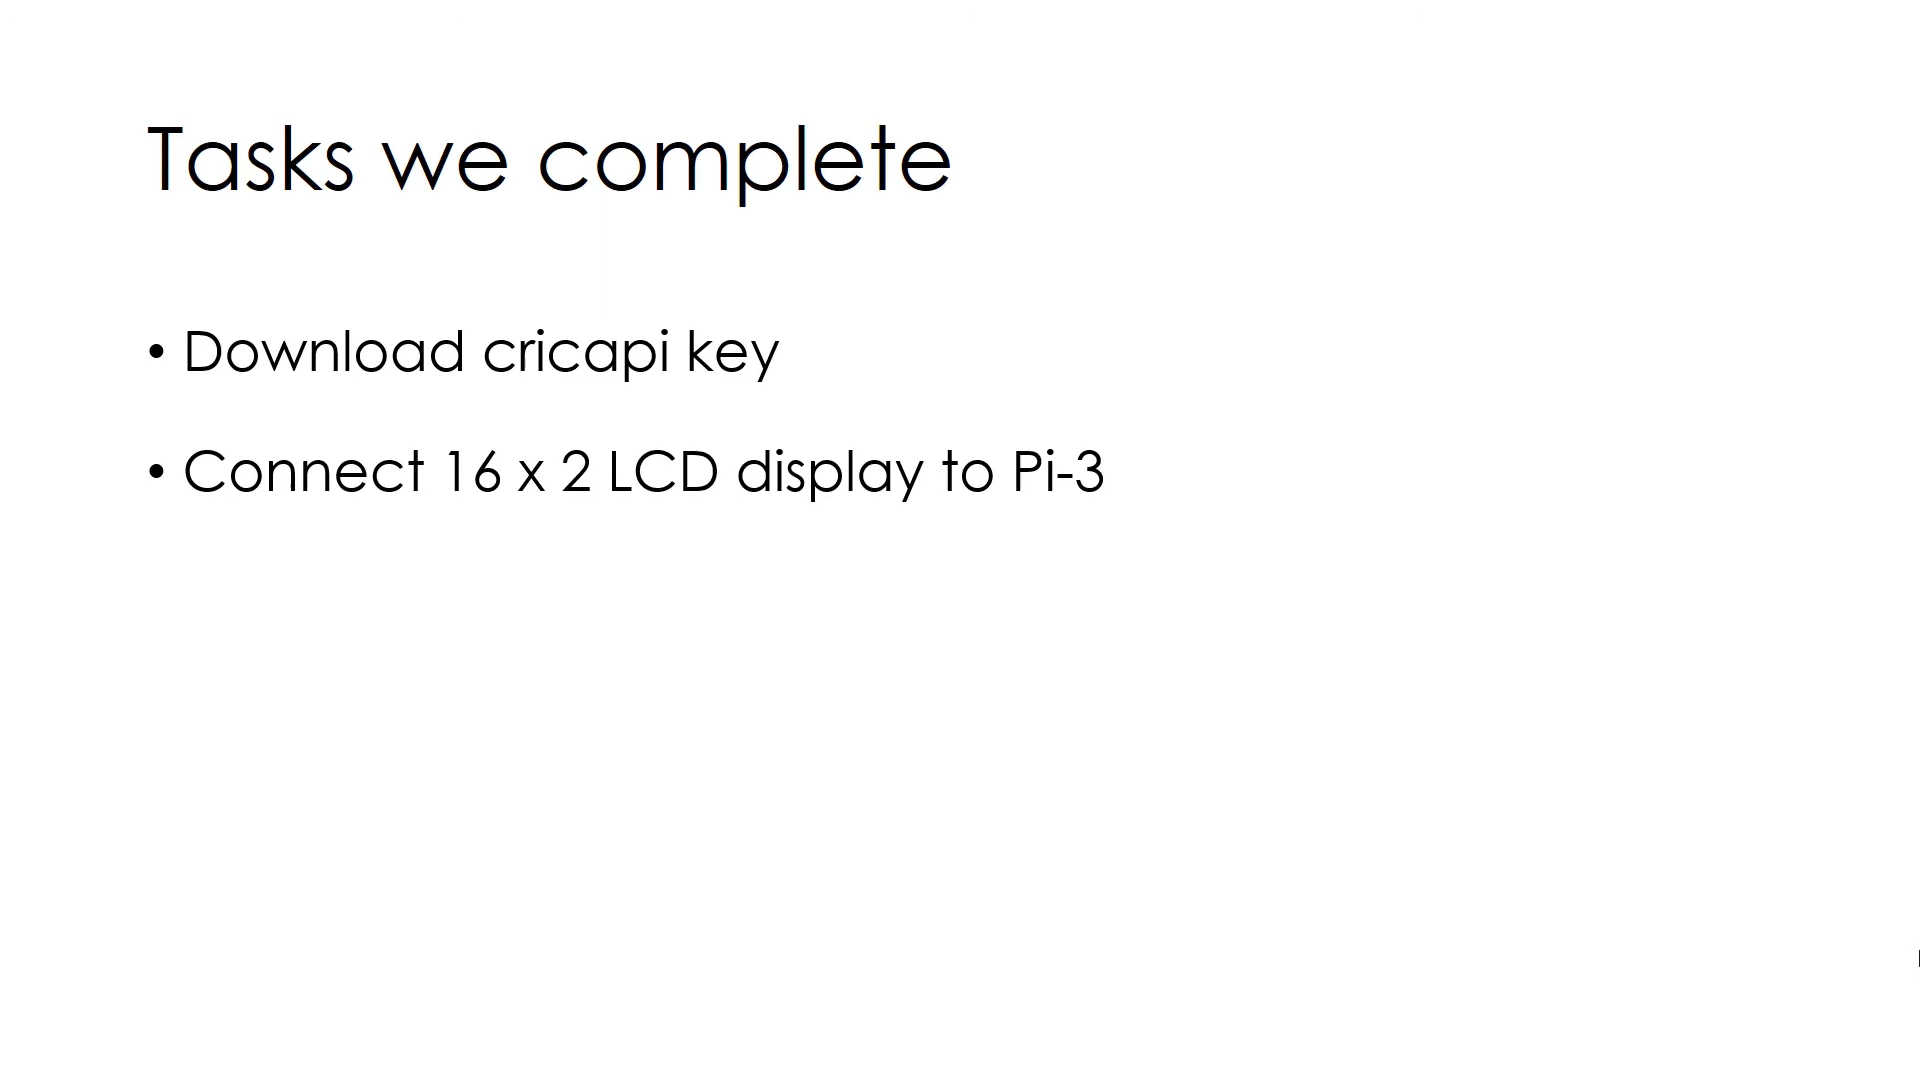 Tasks we complete
• Download cricapi key
• Connect 16 x 2 LCD display to Pi-3